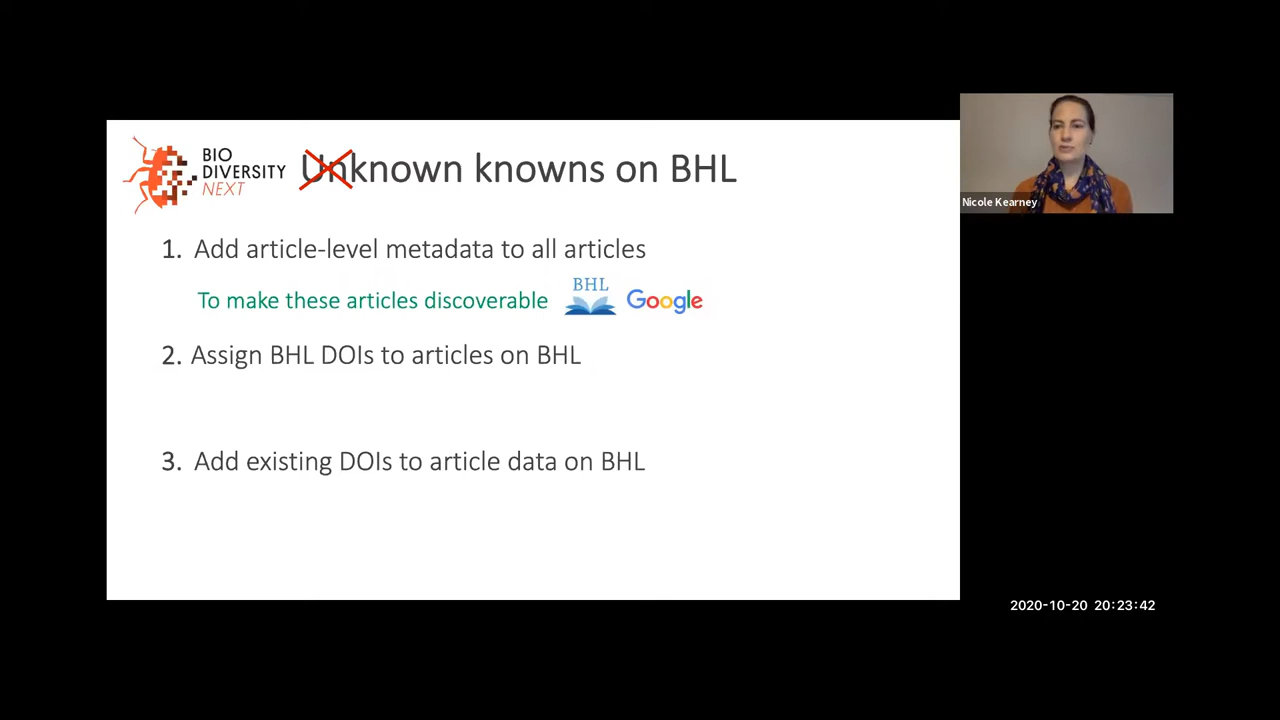 BIO
DIVERSITY
NEXT
Unknown knowns on BHL
1. Add article-level metadata to all articles
To make these articles discoverable BHL Google
2. Assign BHL DOIs to articles on BHL
3. Add existing DOIs to article data on BHL
Nicole Kearney
2020-10-20 20:23:42